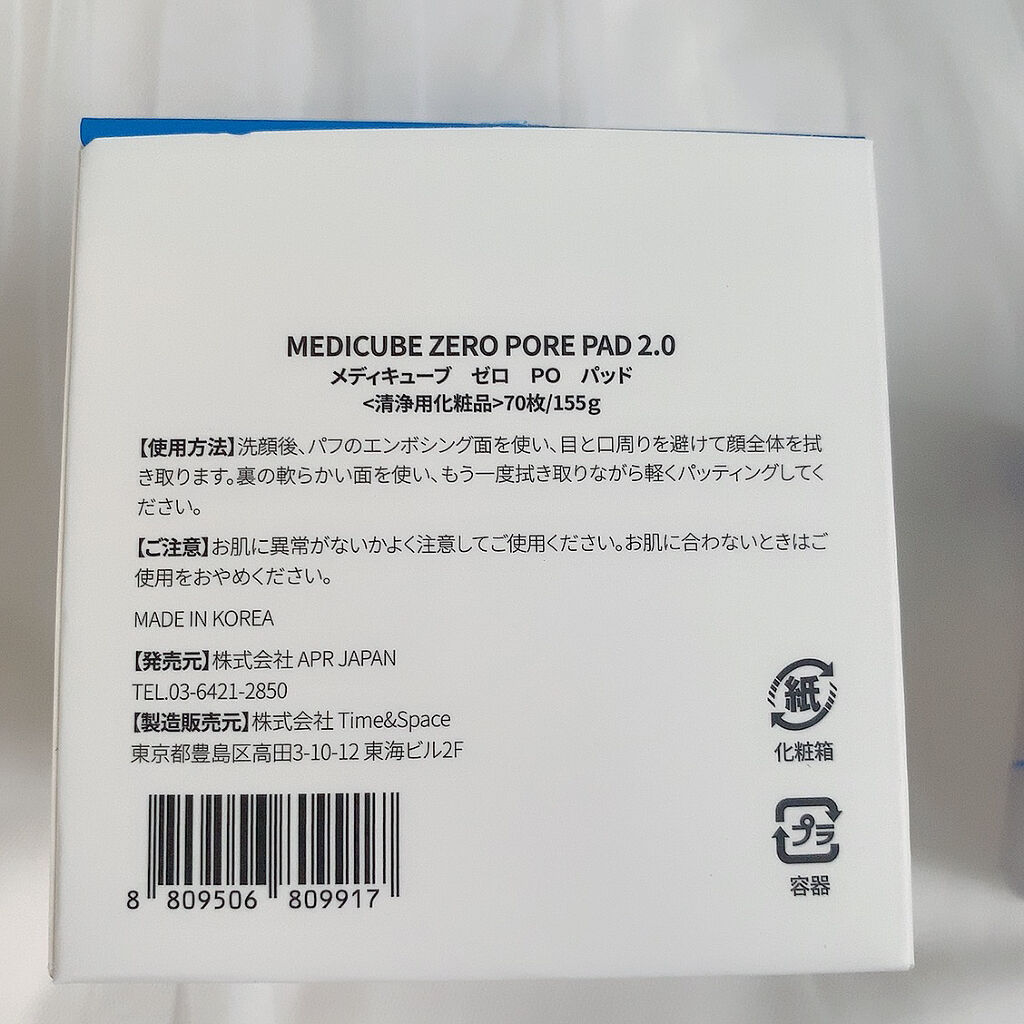 MEDICUBE ZERO PORE PAD 2.0
メディキューブ　ゼロ　PO　パッド
<清浄用化粧品>70枚/155g
【使用方法】洗顔後、パフのエンボシング面を使い、目と口周りを避けて顔全体を拭
き取ります。裏の軟らかい面を使い、もう一度拭き取りながら軽くパッティングしてく
ださい。
【ご注意】お肌に異常がないかよく注意してご使用ください。お肌に合わないときはご
使用をおやめください。
MADE IN KOREA
【発売元】株式会社 APR JAPAN
TEL.03-6421-2850
【製造販売元】株式会社 Time&Space
東京都豊島区高田3-10-12 東海ビル2F
紙
化粧箱
プラ
容器
8 809506 809917